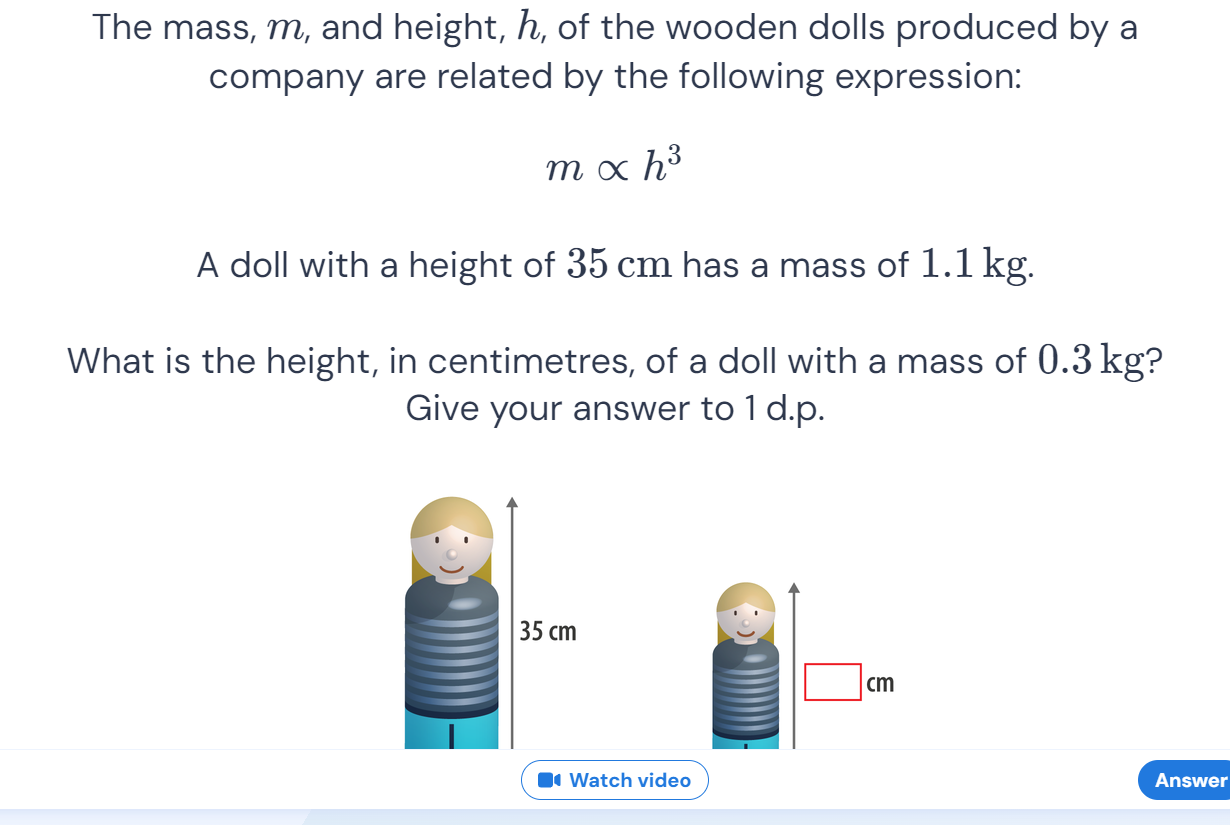 The mass, m, and height, h, of the wooden dolls produced by a
company are related by the following expression:
m ∝ h³
A doll with a height of 35 cm has a mass of 1.1 kg.
What is the height, in centimetres, of a doll with a mass of 0.3 kg?
Give your answer to 1 d.p.
35 cm
cm
Watch video
Answer